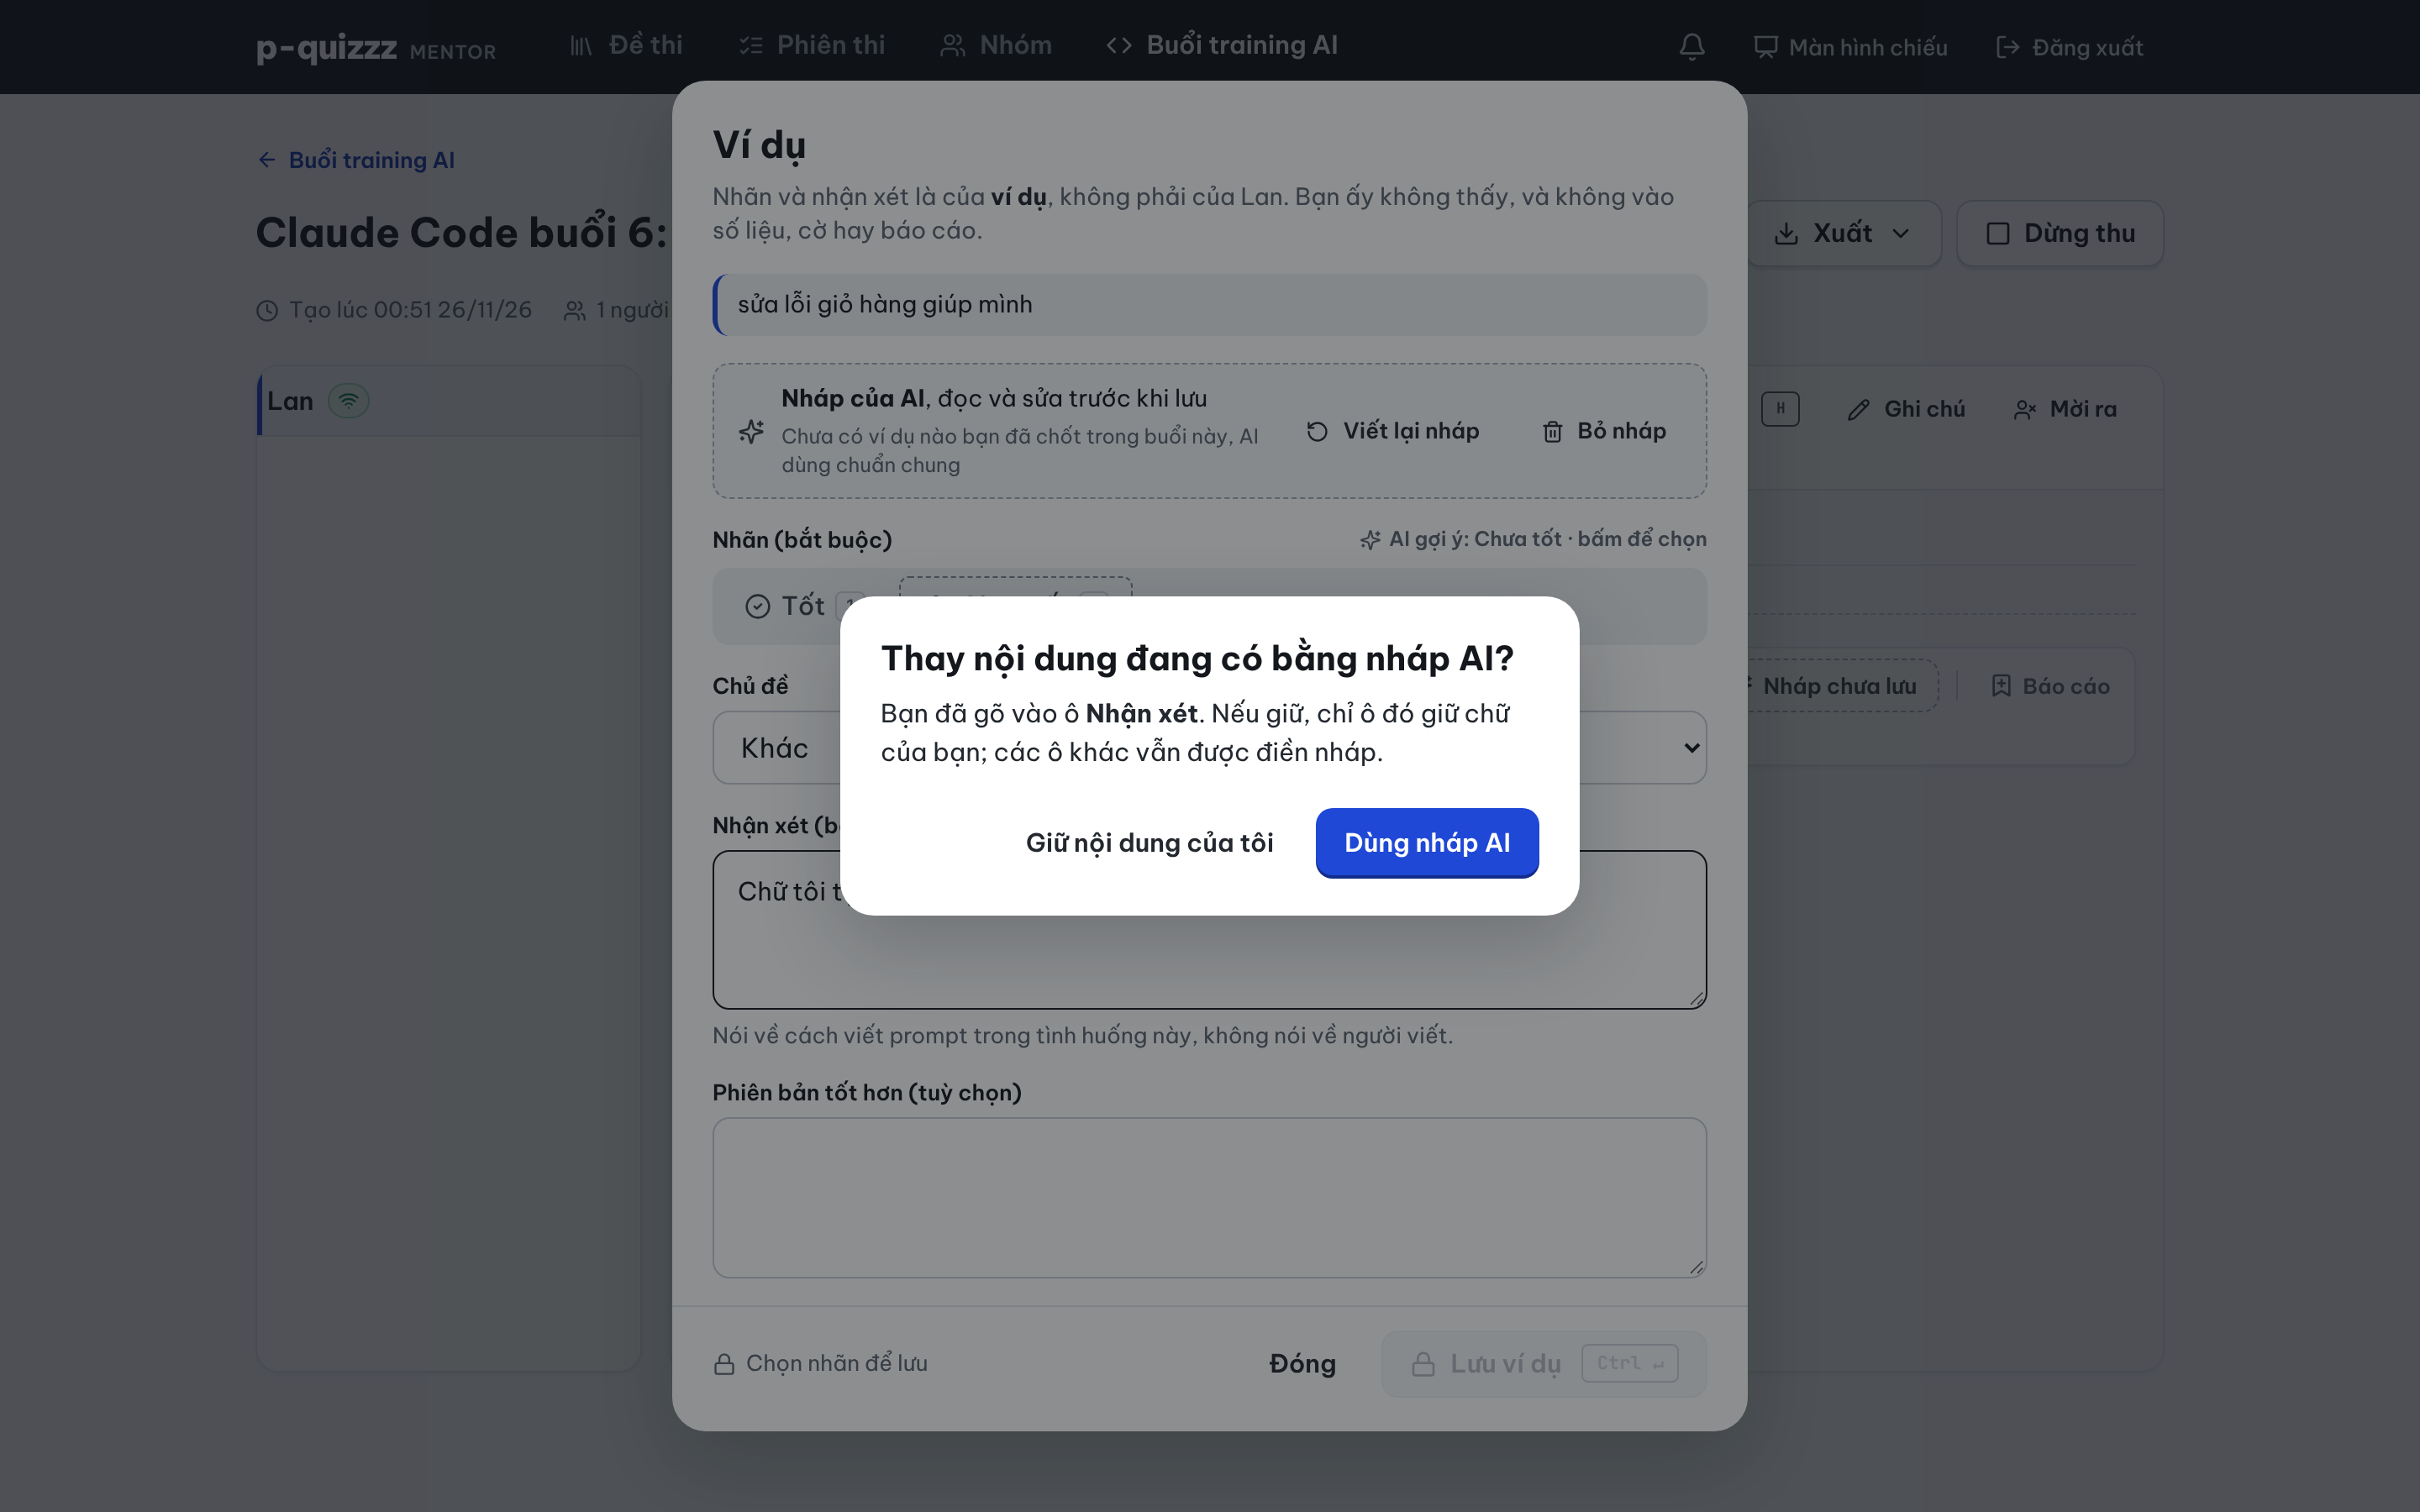 p-quizzz MENTOR
Đề thi
Phiên thi
Nhóm
Buổi training AI
Màn hình chiếu
Đăng xuất
Buổi training AI
Claude Code buổi 6:
Xuất
Dừng thu
Tạo lúc 00:51 26/11/26
1 người
Lan
H
Ghi chú
Mời ra
Nháp chưa lưu
Báo cáo
Ví dụ
Nhãn và nhận xét là của ví dụ, không phải của Lan. Bạn ấy không thấy, và không vào
số liệu, cờ hay báo cáo.
sửa lỗi giỏ hàng giúp mình
Nháp của AI, đọc và sửa trước khi lưu
Chưa có ví dụ nào bạn đã chốt trong buổi này, AI
dùng chuẩn chung
Viết lại nháp
Bỏ nháp
Nhãn (bắt buộc)
AI gợi ý: Chưa tốt · bấm để chọn
Tốt
Chủ đề
Khác
Nhận xét
Chữ tôi
Thay nội dung đang có bằng nháp AI?
Bạn đã gõ vào ô Nhận xét. Nếu giữ, chỉ ô đó giữ chữ
của bạn; các ô khác vẫn được điền nháp.
Giữ nội dung của tôi
Dùng nháp AI
Nói về cách viết prompt trong tình huống này, không nói về người viết.
Phiên bản tốt hơn (tuỳ chọn)
Chọn nhãn để lưu
Đóng
Lưu ví dụ
Ctrl ↵